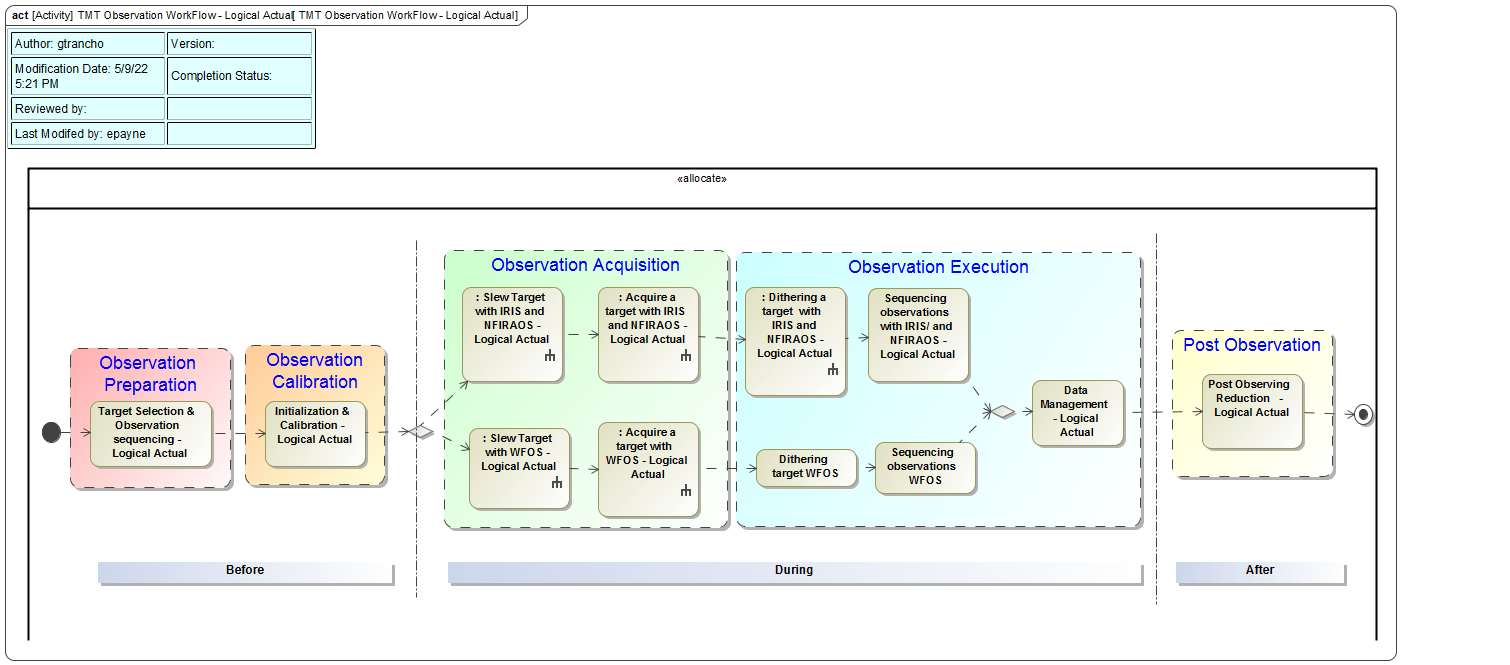 act [Activity] TMT Observation WorkFlow - Logical Actual[ TMT Observation WorkFlow - Logical Actual]
Author: gtrancho
Version:
Modification Date: 5/9/22
5:21 PM
Completion Status:
Reviewed by:
Last Modifed by: epayne
«allocate»
Observation
Preparation
Target Selection &
Observation
sequencing -
Logical Actual
Observation
Calibration
Initialization &
Calibration -
Logical Actual
Observation Acquisition
: Slew Target
with IRIS and
NFIRAOS -
Logical Actual
: Acquire a
target with IRIS
and NFIRAOS -
Logical Actual
: Slew Target
with WFOS -
Logical Actual
: Acquire a
target with
WFOS - Logical
Actual
Observation Execution
: Dithering a
target with
IRIS and
NFIRAOS -
Logical Actual
Sequencing
observations
with IRIS/ and
NFIRAOS -
Logical Actual
Dithering
target WFOS
Sequencing
observations
WFOS
Data
Management
- Logical
Actual
Post Observation
Post Observing
Reduction -
Logical Actual
Before
During
After